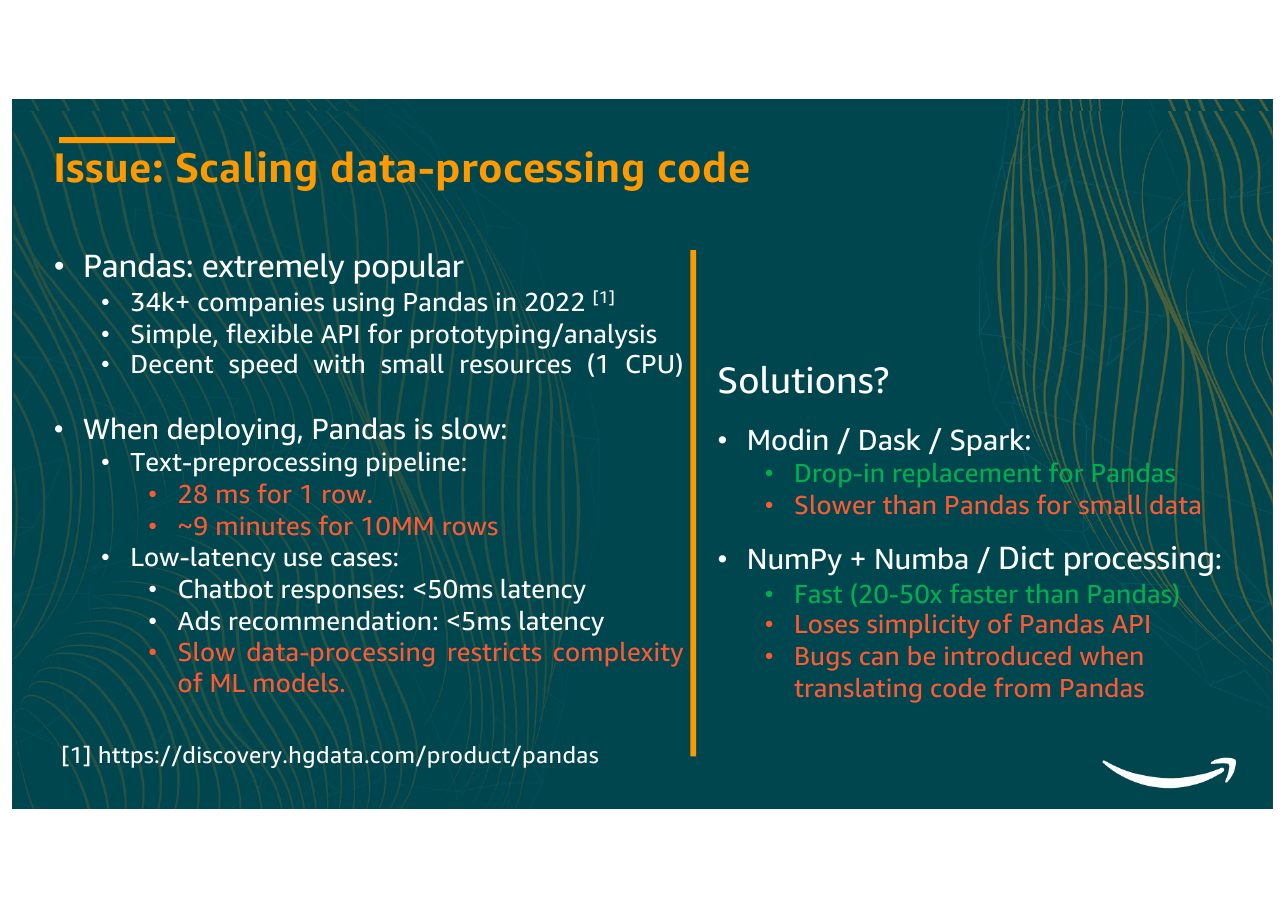 Issue: Scaling data-processing code
• Pandas: extremely popular
• 34k+ companies using Pandas in 2022 [1]
• Simple, flexible API for prototyping/analysis
• Decent speed with small resources (1 CPU)
• When deploying, Pandas is slow:
• Text-preprocessing pipeline:
• 28 ms for 1 row.
• ~9 minutes for 10MM rows
• Low-latency use cases:
• Chatbot responses: <50ms latency
• Ads recommendation: <5ms latency
• Slow data-processing restricts complexity
of ML models.
[1] https://discovery.hgdata.com/product/pandas
Solutions?
• Modin / Dask / Spark:
• Drop-in replacement for Pandas
• Slower than Pandas for small data
• NumPy + Numba / Dict processing:
• Fast (20-50x faster than Pandas)
• Loses simplicity of Pandas API
• Bugs can be introduced when
translating code from Pandas